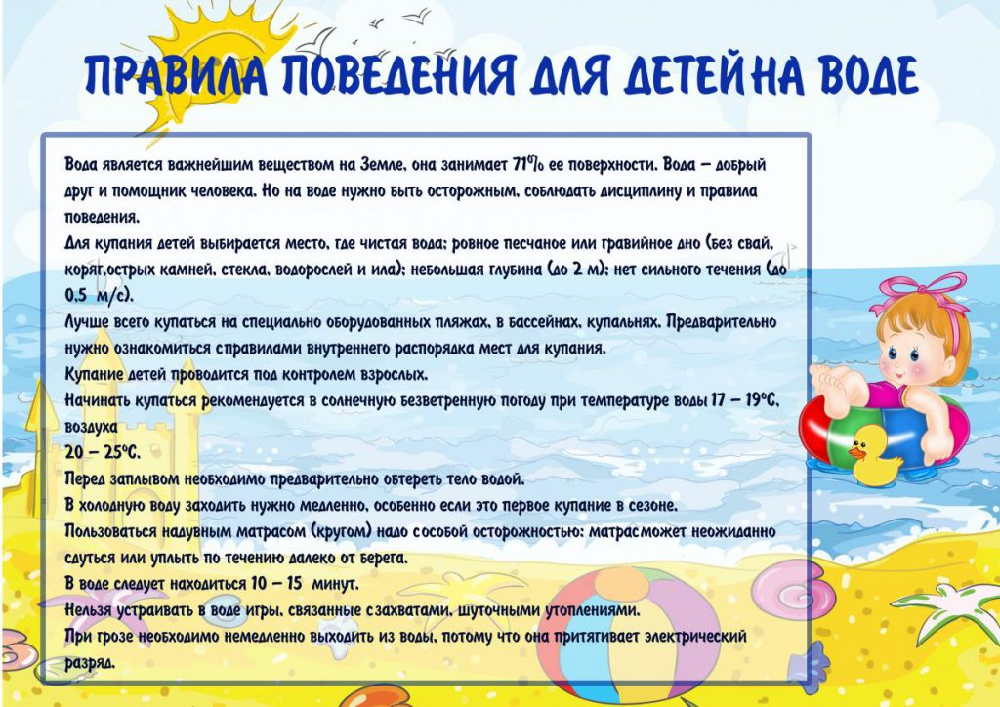 ПРАВИЛА ПОВЕДЕНИЯ ДЛЯ ДЕТЕЙ НА ВОДЕ
Вода является важнейшим веществом на Земле, она занимает 71% ее поверхности. Вода – добрый
друг и помощник человека. Но на воде нужно быть осторожным, соблюдать дисциплину и правила
поведения.
Для купания детей выбирается место, где чистая вода; ровное песчаное или гравийное дно (без свай,
коряг,острых камней, стекла, водорослей и ила); небольшая глубина (до 2 м); нет сильного течения (до
0,5 м/с).
Лучше всего купаться на специально оборудованных пляжах, в бассейнах, купальнях. Предварительно
нужно ознакомиться с правилами внутреннего распорядка мест для купания.
Купание детей проводится под контролем взрослых.
Начинать купаться рекомендуется в солнечную безветренную погоду при температуре воды 17 – 19°С,
воздуха
20 – 25°С.
Перед заплывом необходимо предварительно обтереть тело водой.
В холодную воду заходить нужно медленно, особенно если это первое купание в сезоне.
Пользоваться надувным матрасом (кругом) надо с особой осторожностью: матрас может неожиданно
сдуться или уплыть по течению далеко от берега.
В воде следует находиться 10 – 15 минут.
Нельзя устраивать в воде игры, связанные с захватами, шуточными утоплениями.
При грозе необходимо немедленно выходить из воды, потому что она притягивает электрический
разряд.